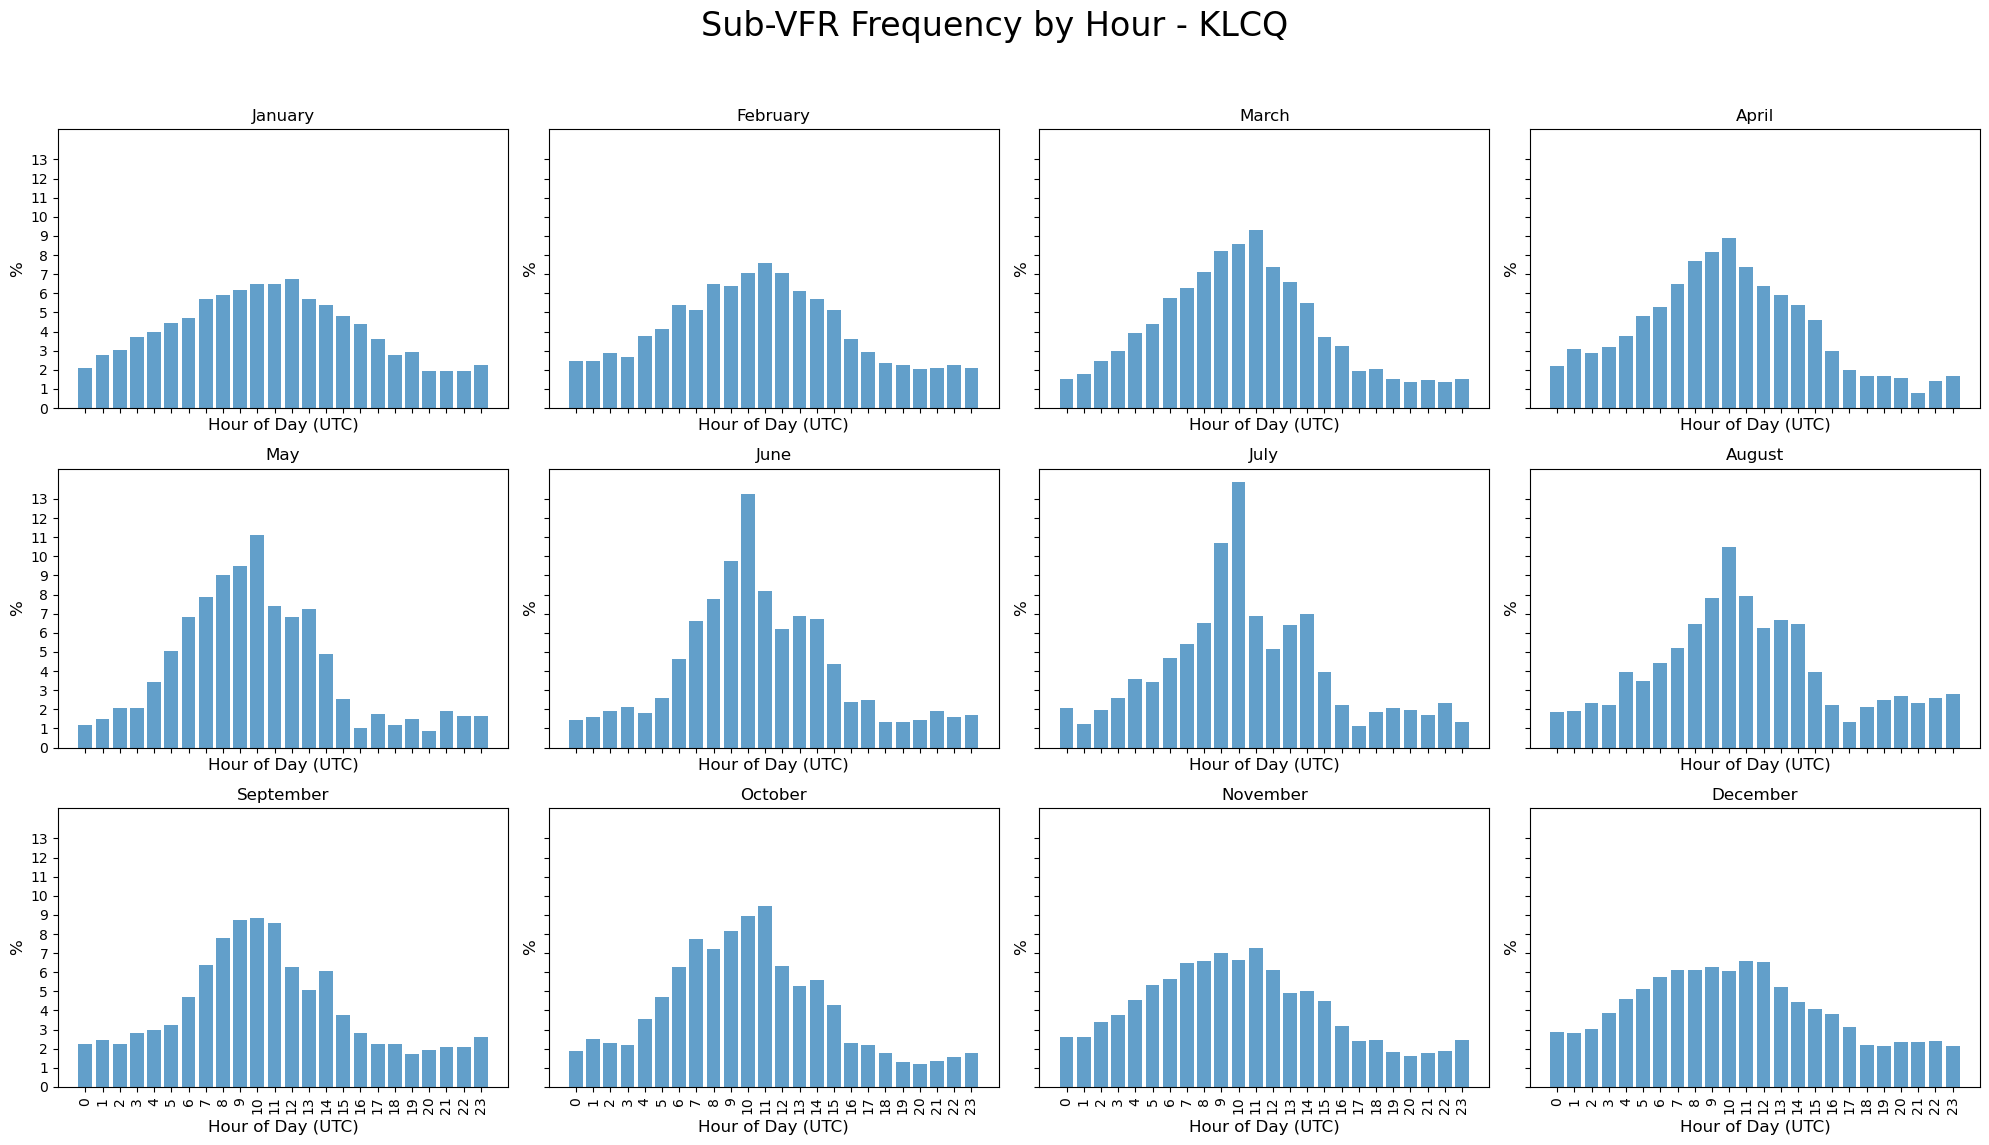 Sub-VFR Frequency by Hour - KLCQ
January
February
March
April
13
12
11
10
9
8
7
6
5
4
3
2
1
0
%
%
%
%
Hour of Day (UTC)
Hour of Day (UTC)
Hour of Day (UTC)
Hour of Day (UTC)
May
June
July
August
13
12
11
10
9
8
7
6
5
4
3
2
1
0
%
%
%
%
Hour of Day (UTC)
Hour of Day (UTC)
Hour of Day (UTC)
Hour of Day (UTC)
September
October
November
December
13
12
11
10
9
8
7
6
5
4
3
2
1
0
%
%
%
%
0 1 2 3 4 5 6 7 8 9 10 11 12 13 14 15 16 17 18 19 20 21 22 23
0 1 2 3 4 5 6 7 8 9 10 11 12 13 14 15 16 17 18 19 20 21 22 23
0 1 2 3 4 5 6 7 8 9 10 11 12 13 14 15 16 17 18 19 20 21 22 23
0 1 2 3 4 5 6 7 8 9 10 11 12 13 14 15 16 17 18 19 20 21 22 23
Hour of Day (UTC)
Hour of Day (UTC)
Hour of Day (UTC)
Hour of Day (UTC)